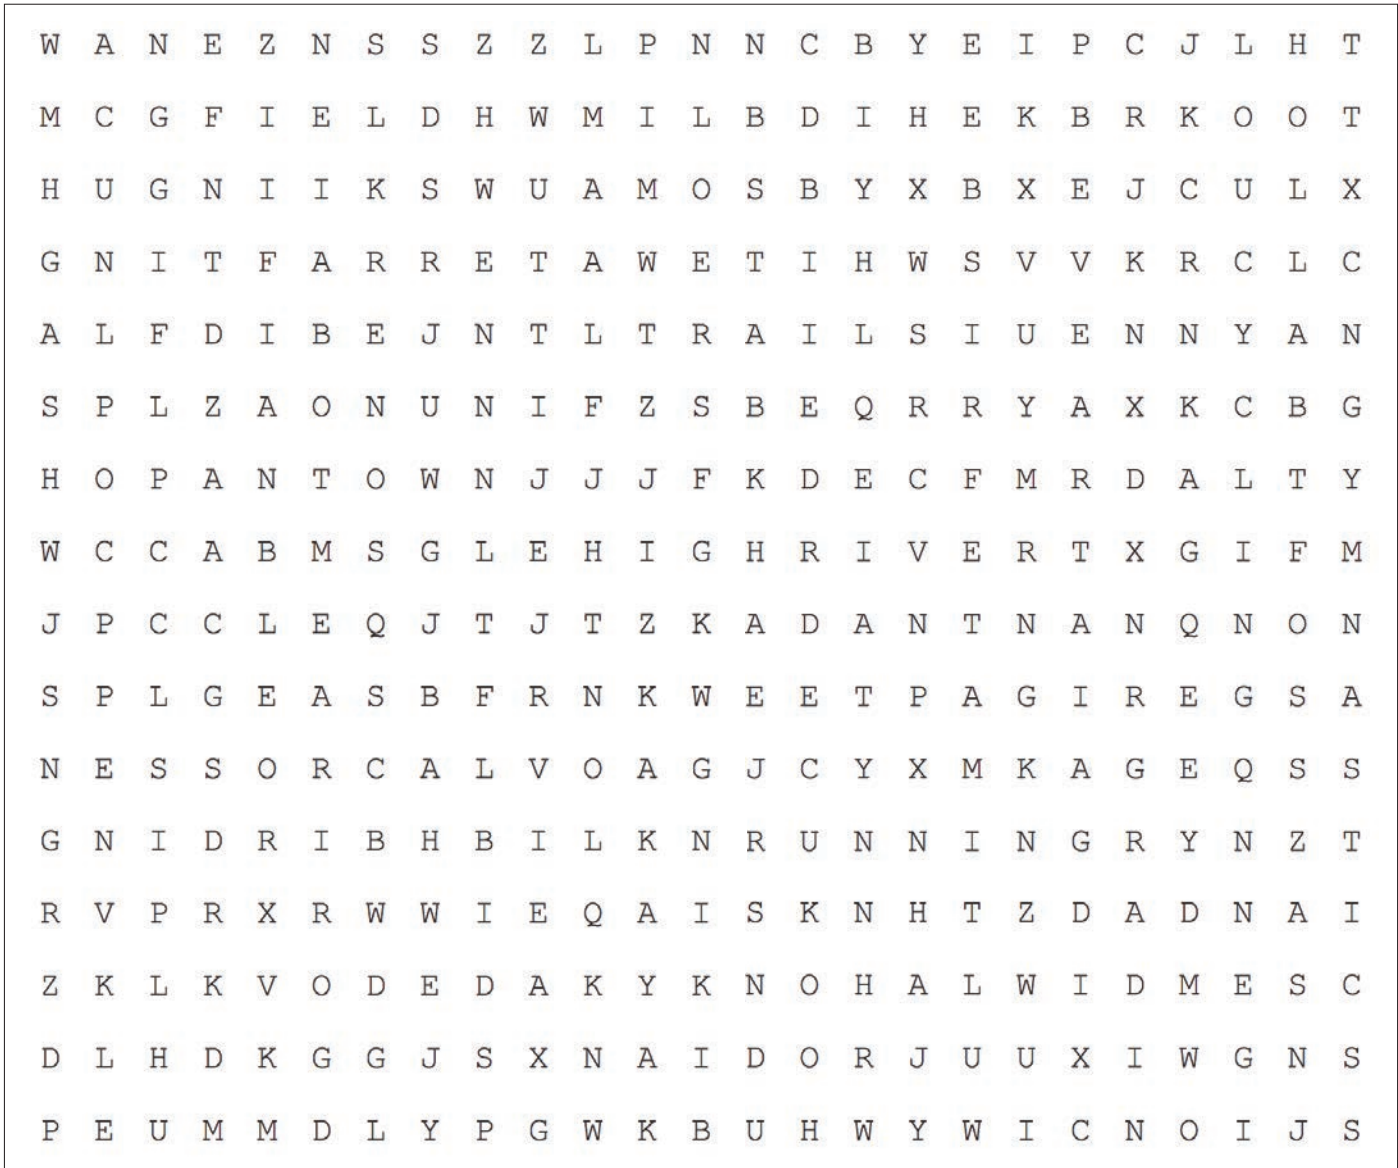 W A N E Z N S S Z Z L P N N C B Y E I P C J L H T
M C G F I E L D H W M I L B D I H E K B R K O O T
H U G N I I K S W U A M O S B Y X B X E J C U L X
G N I T F A R R E T A W E T I H W S V V K R C L C
A L F D I B E J N T L T R A I L S I U E N N Y A N
S P L Z A O N U N I F Z S B E Q R R Y A X K C B G
H O P A N T O W N J J J F K D E C F M R D A L T Y
W C C A B M S G L E H I G H R I V E R T X G I F M
J P C C L E Q J T J T Z K A D A N T N A N Q N O N
S P L G E A S B F R N K W E E T P A G I R E G S A
N E S S O R C A L V O A G J C Y X M K A G E Q S S
G N I D R I B H B I L K N R U N N I N G R Y N Z T
R V P R X R W W I E Q A I S K N H T Z D A D N A I
Z K L K V O D E D A K Y K N O H A L W I D M E S C
D L H D K G G J S X N A I D O R J U U X I W G N S
P E U M M D L Y P G W K B U H W Y W I C N O I J S